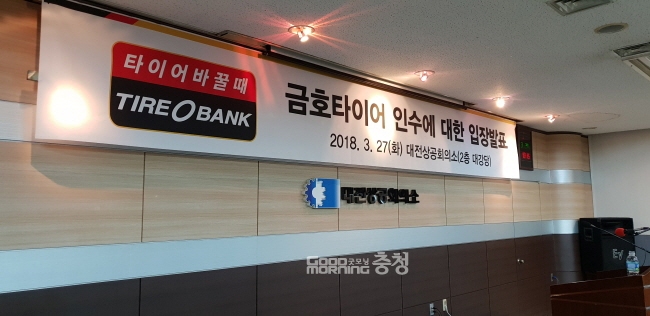 타이어바꿀때
TIRE BANK
금호타이어 인수에 대한 입장발표
2018. 3. 27(화) 대전상공회의소(2층 대강당)
대전상공회의소
GOOD 굿모닝
MORNING 충청